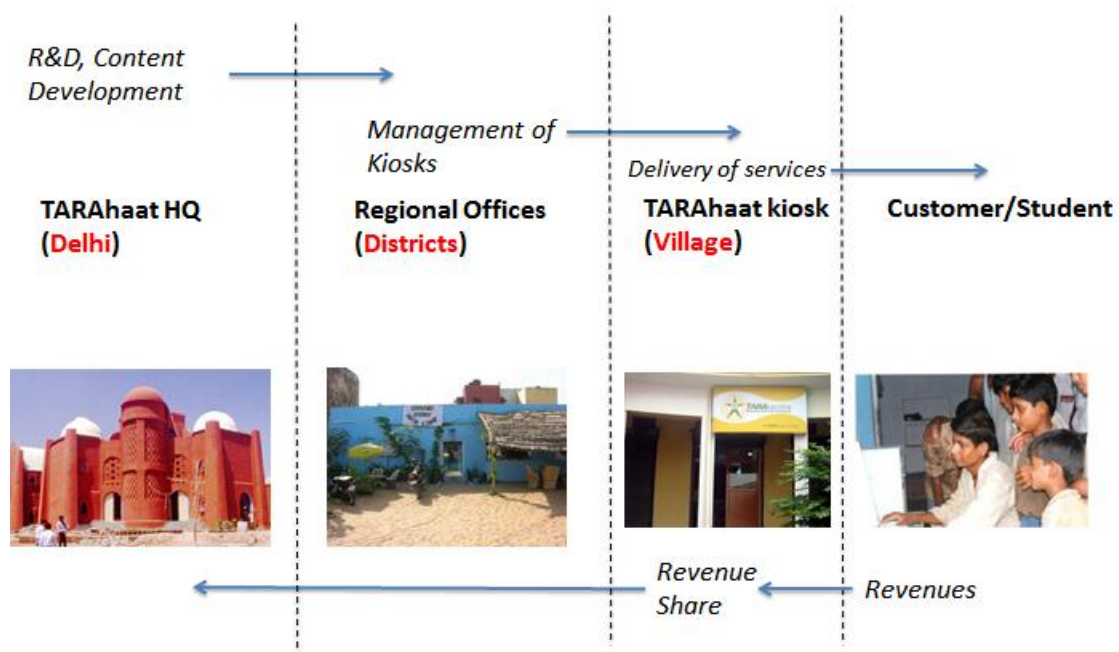 R&D, Content
Development
Management of
Kiosks
Delivery of services
TARAhaat HQ
(Delhi)
Regional Offices
(Districts)
TARAhaat kiosk
(Village)
Customer/Student
Revenue
Share
Revenues